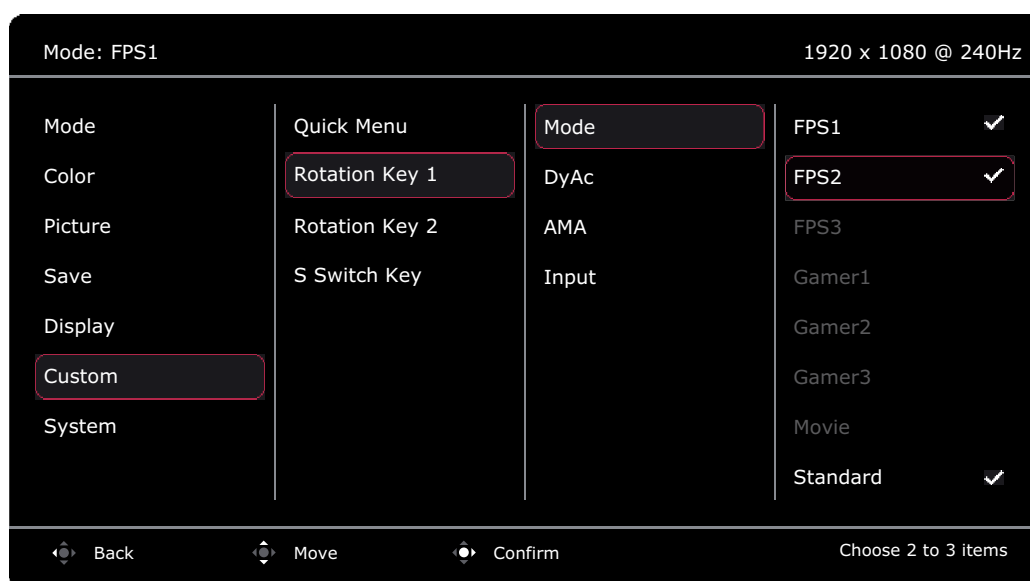 Mode: FPS1 1920 x 1080 @ 240Hz
Mode Quick Menu Mode FPS1
Color Rotation Key 1 DyAc FPS2
Picture Rotation Key 2 AMA FPS3
Save S Switch Key Input Gamer1
Display Gamer2
Custom Gamer3
System Movie
Standard
Back Move Confirm Choose 2 to 3 items